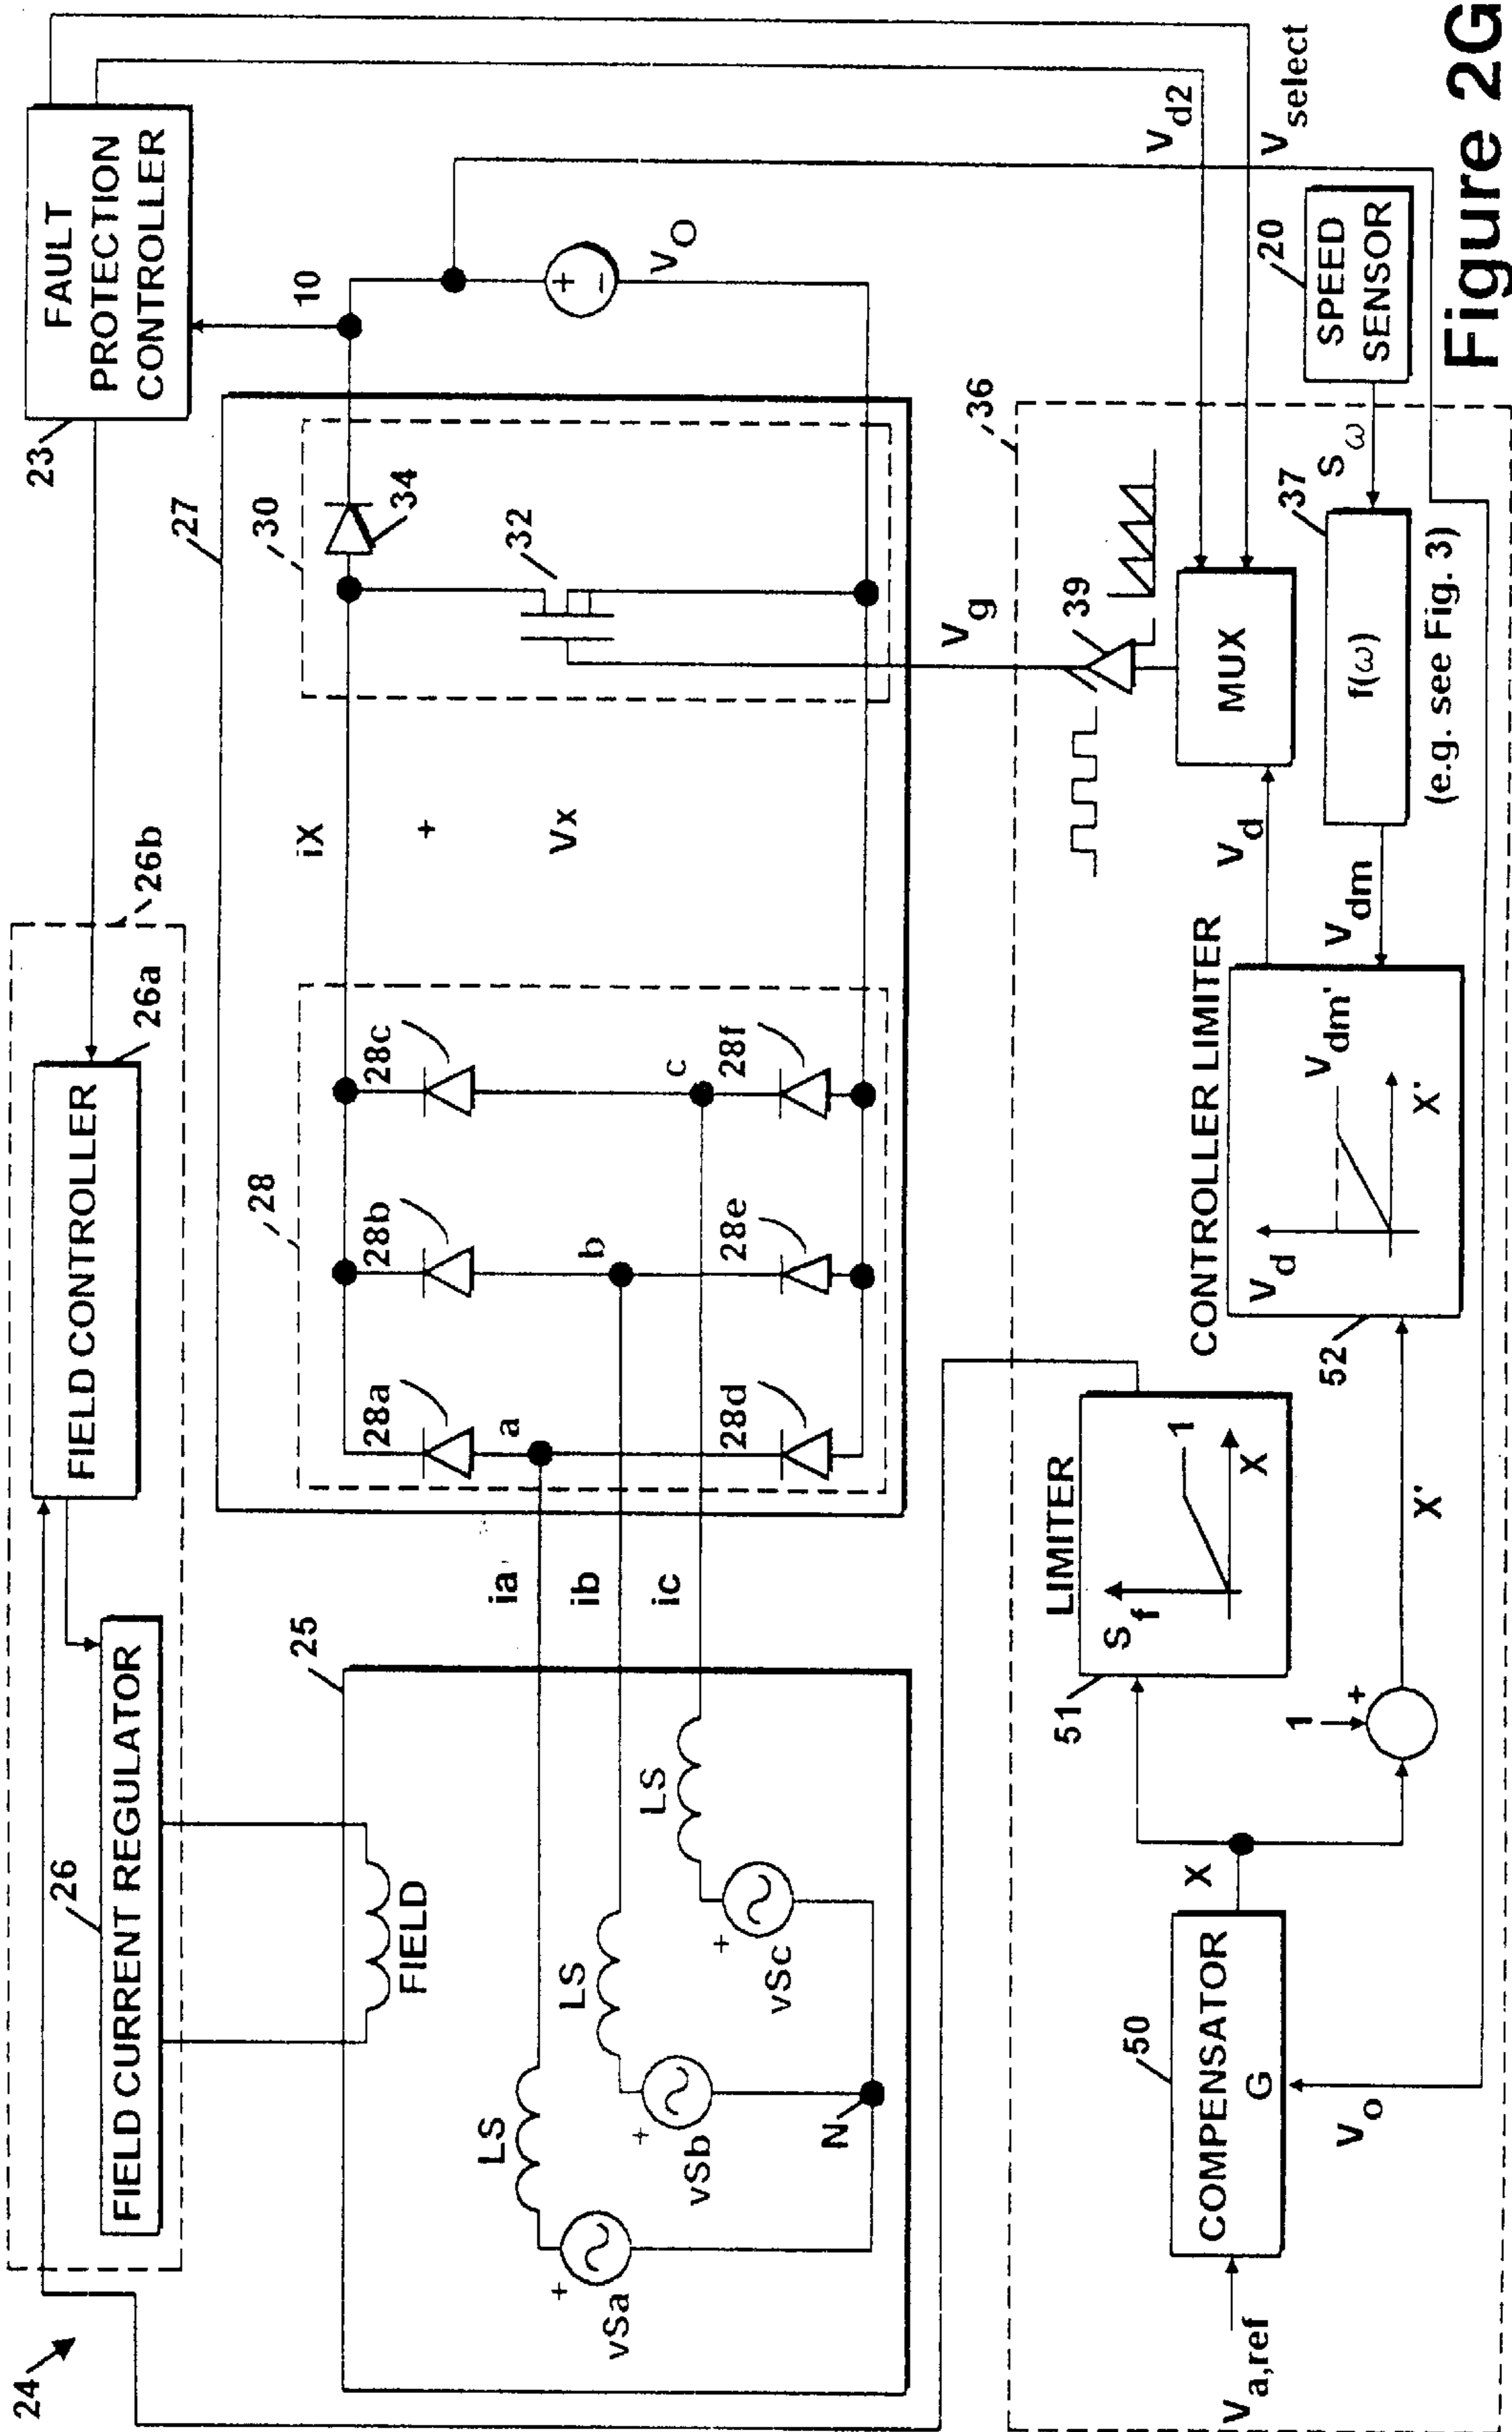 24
26
FIELD CURRENT REGULATOR
FIELD CONTROLLER
26a
26b
23
FAULT
PROTECTION
CONTROLLER
10
25
FIELD
LS
LS
LS
+
vSa
+
vSb
+
vSc
N
ia
ib
ic
27
28
28a
28b
28c
a
b
c
28d
28e
28f
iX
+
Vx
30
34
32
+
−
VO
Vg
36
39
Vd2
Vselect
MUX
20
SPEED
SENSOR
Sω
37
f(ω)
(e.g. see Fig. 3)
Vd
Vdm
CONTROLLER LIMITER
Vd
Vdm'
X'
52
LIMITER
Sf
1
X
51
X'
1
+
X
50
COMPENSATOR
G
Va,ref
Vo
Figure 2G